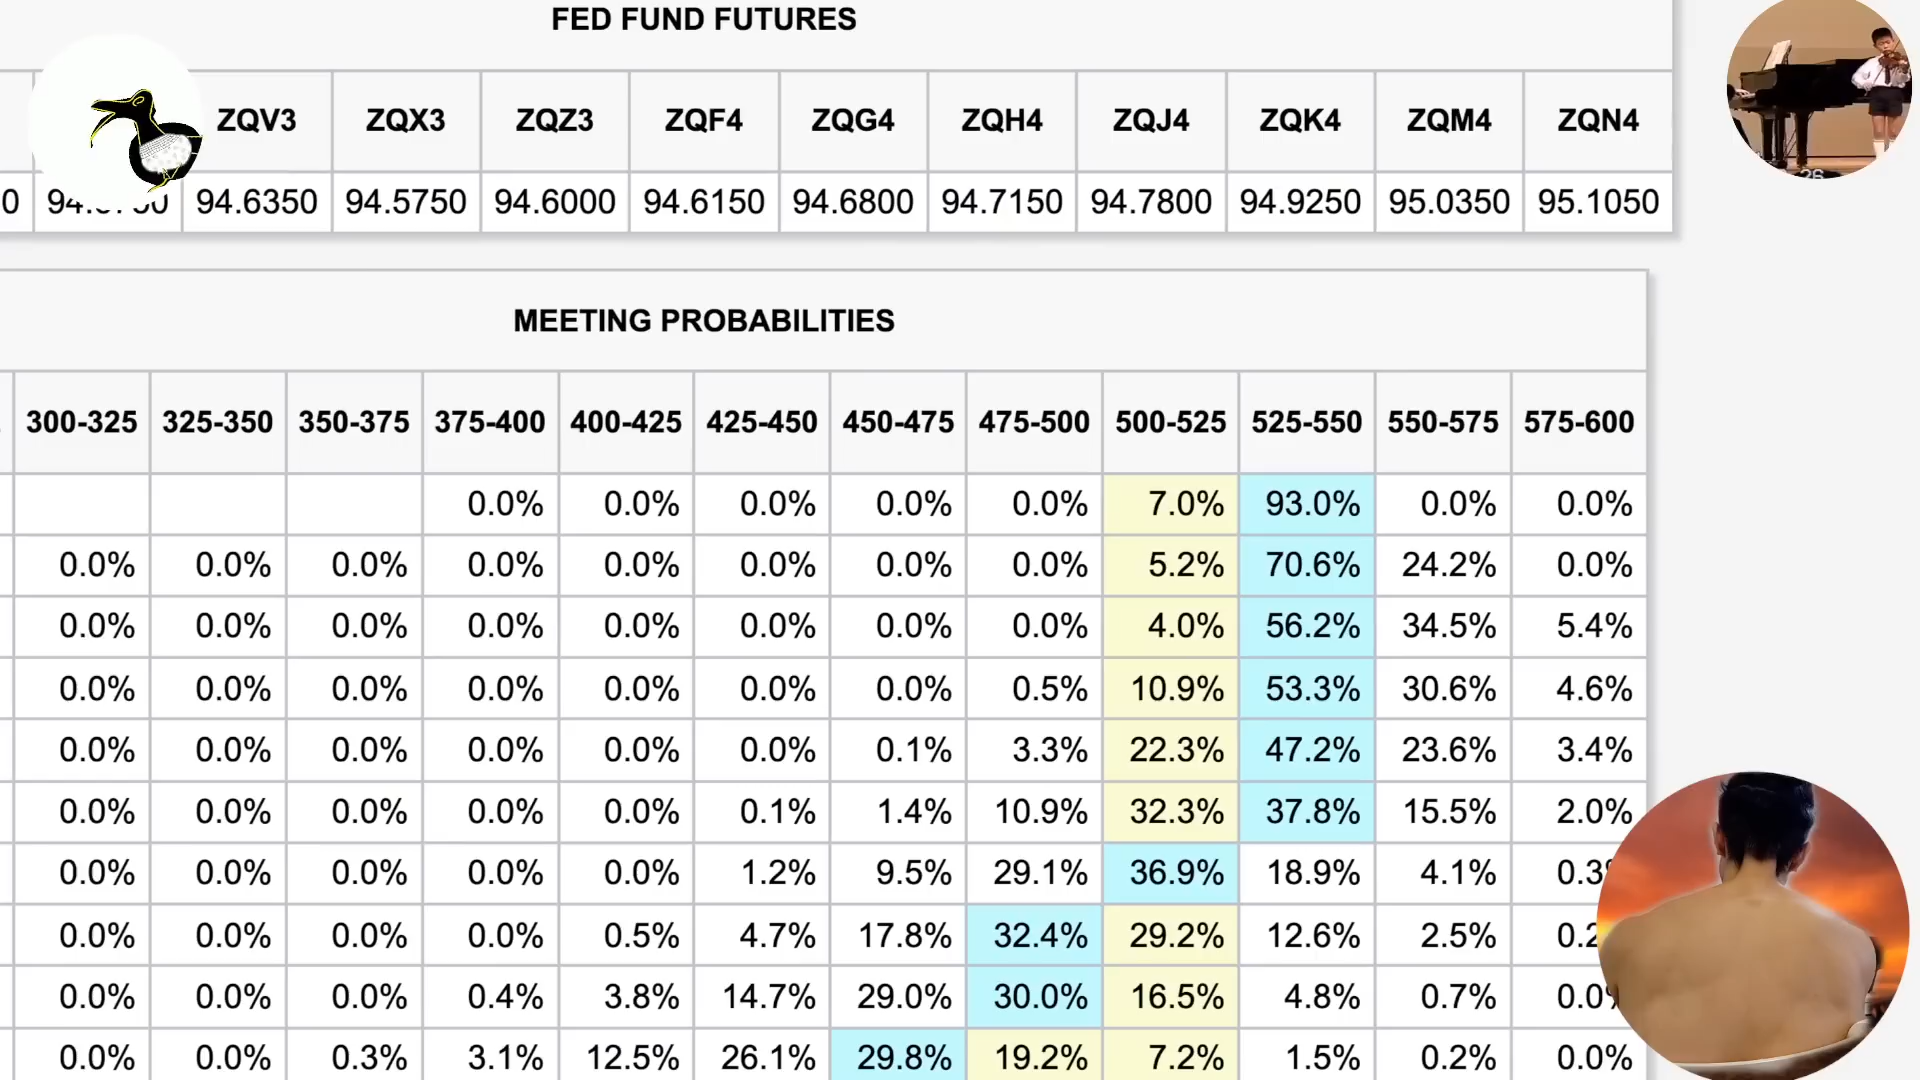 FED FUND FUTURES
ZQV3 ZQX3 ZQZ3 ZQF4 ZQG4 ZQH4 ZQJ4 ZQK4 ZQM4 ZQN4
0 94.6350 94.5750 94.6000 94.6150 94.6800 94.7150 94.7800 94.9250 95.0350 95.1050
MEETING PROBABILITIES
300-325 325-350 350-375 375-400 400-425 425-450 450-475 475-500 500-525 525-550 550-575 575-600
0.0% 0.0% 0.0% 0.0% 0.0% 7.0% 93.0% 0.0% 0.0%
0.0% 0.0% 0.0% 0.0% 0.0% 0.0% 0.0% 0.0% 5.2% 70.6% 24.2% 0.0%
0.0% 0.0% 0.0% 0.0% 0.0% 0.0% 0.0% 0.0% 4.0% 56.2% 34.5% 5.4%
0.0% 0.0% 0.0% 0.0% 0.0% 0.0% 0.0% 0.5% 10.9% 53.3% 30.6% 4.6%
0.0% 0.0% 0.0% 0.0% 0.0% 0.0% 0.1% 3.3% 22.3% 47.2% 23.6% 3.4%
0.0% 0.0% 0.0% 0.0% 0.0% 0.1% 1.4% 10.9% 32.3% 37.8% 15.5% 2.0%
0.0% 0.0% 0.0% 0.0% 0.0% 1.2% 9.5% 29.1% 36.9% 18.9% 4.1% 0.3
0.0% 0.0% 0.0% 0.0% 0.5% 4.7% 17.8% 32.4% 29.2% 12.6% 2.5% 0.2
0.0% 0.0% 0.0% 0.4% 3.8% 14.7% 29.0% 30.0% 16.5% 4.8% 0.7% 0.0
0.0% 0.0% 0.3% 3.1% 12.5% 26.1% 29.8% 19.2% 7.2% 1.5% 0.2% 0.0%